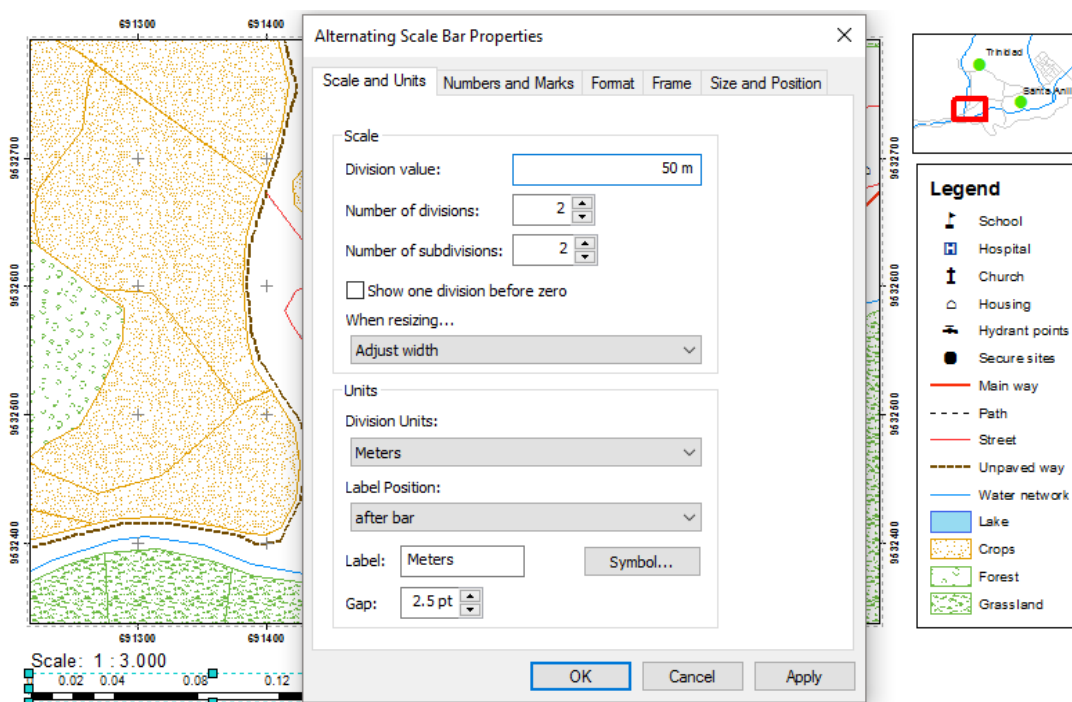 691300 691400
Alternating Scale Bar Properties
Scale and Units Numbers and Marks Format Frame Size and Position
Scale
Division value: 50 m
Number of divisions: 2
Number of subdivisions: 2
Show one division before zero
When resizing...
Adjust width
Units
Division Units:
Meters
Label Position:
after bar
Label: Meters Symbol...
Gap: 2.5 pt
OK Cancel Apply
9632700
9632600
9632500
9632400
691300 691400
Scale: 1 : 3.000
0.02 0.04 0.08 0.12
9632700
9632600
9632500
9632400
Trinidad
Legend
School
Hospital
Church
Housing
Hydrant points
Secure sites
Main way
Path
Street
Unpaved way
Water network
Lake
Crops
Forest
Grassland